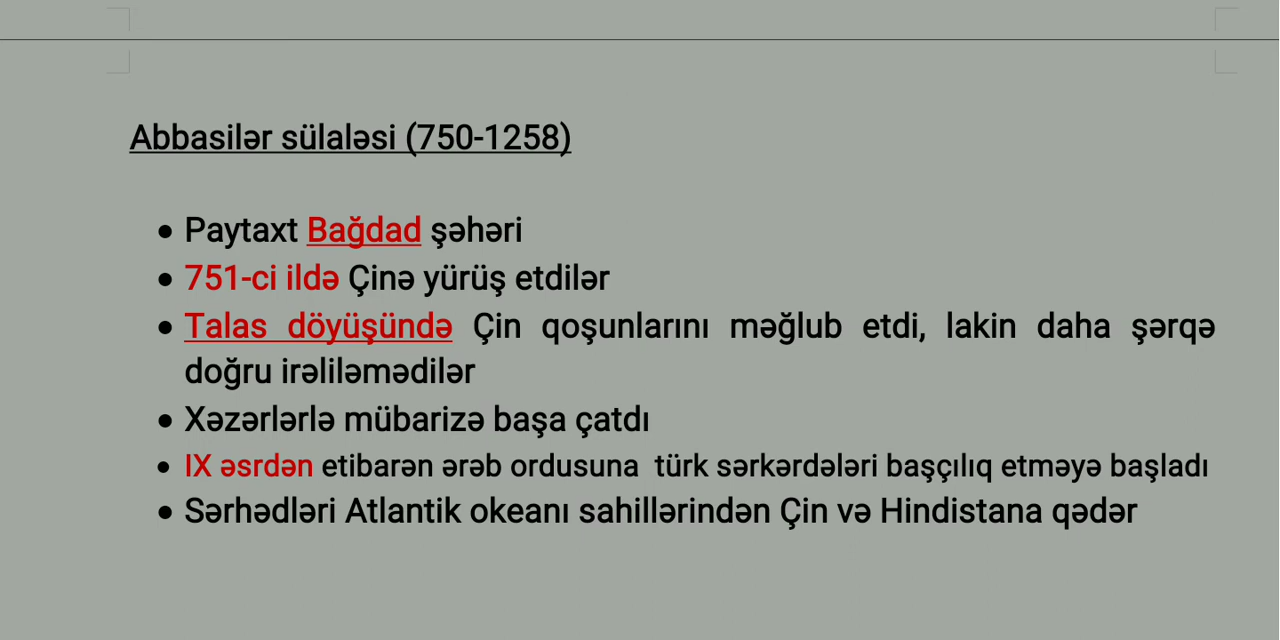 Abbasilər sülaləsi (750-1258)
• Paytaxt Bağdad şəhəri
• 751-ci ildə Çinə yürüş etdilər
• Talas döyüşündə Çin qoşunlarını məğlub etdi, lakin daha şərqə
doğru irəliləmədilər
• Xəzərlərlə mübarizə başa çatdı
• IX əsrdən etibarən ərəb ordusuna  türk sərkərdələri başçılıq etməyə başladı
• Sərhədləri Atlantik okeanı sahillərindən Çin və Hindistana qədər